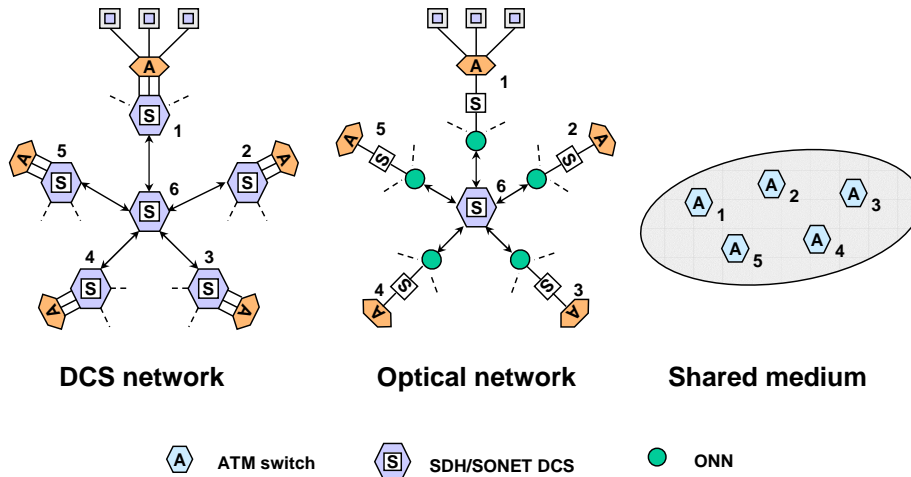 A
A
S
S
1
1
5
2
5
2
A
A
A
A
S
S
S
S
6
6
S
S
A
1
A
2
A
3
A
5
A
4
4
3
S
S
S
S
4
3
A
A
A
A
DCS network
Optical network
Shared medium
A
ATM switch
S
SDH/SONET DCS
ONN